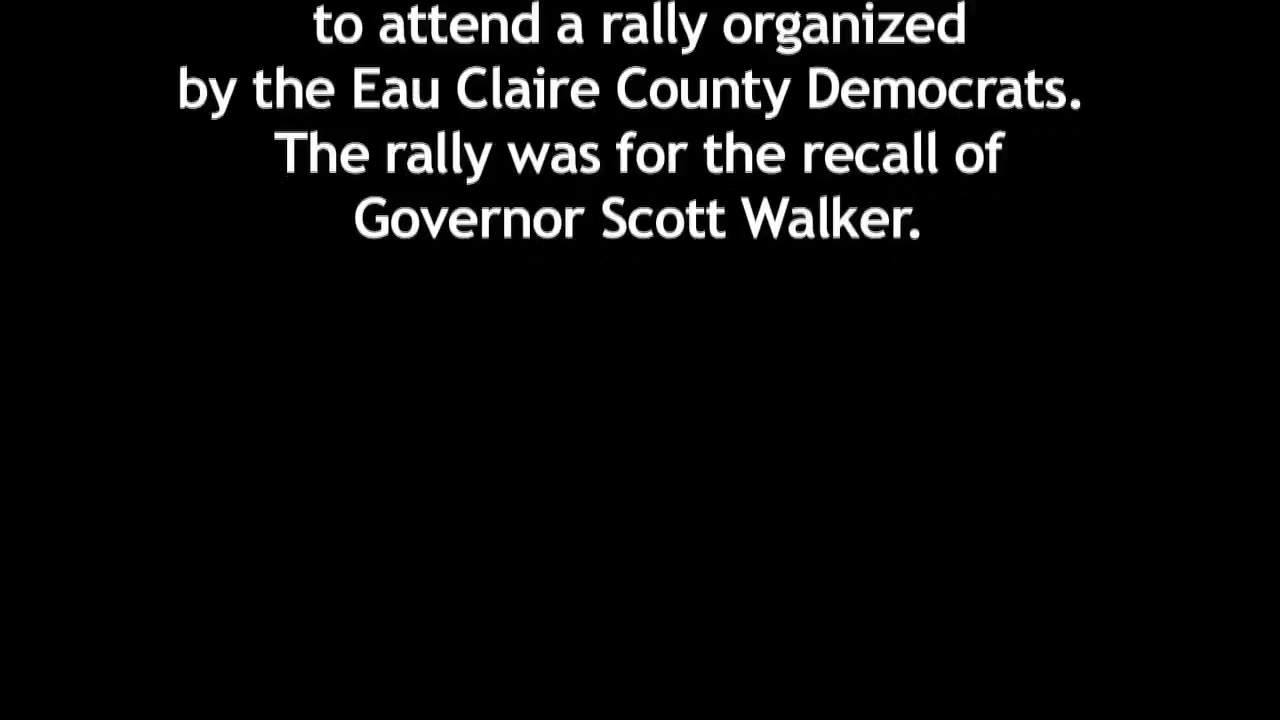 to attend a rally organized
by the Eau Claire County Democrats.
The rally was for the recall of
Governor Scott Walker.